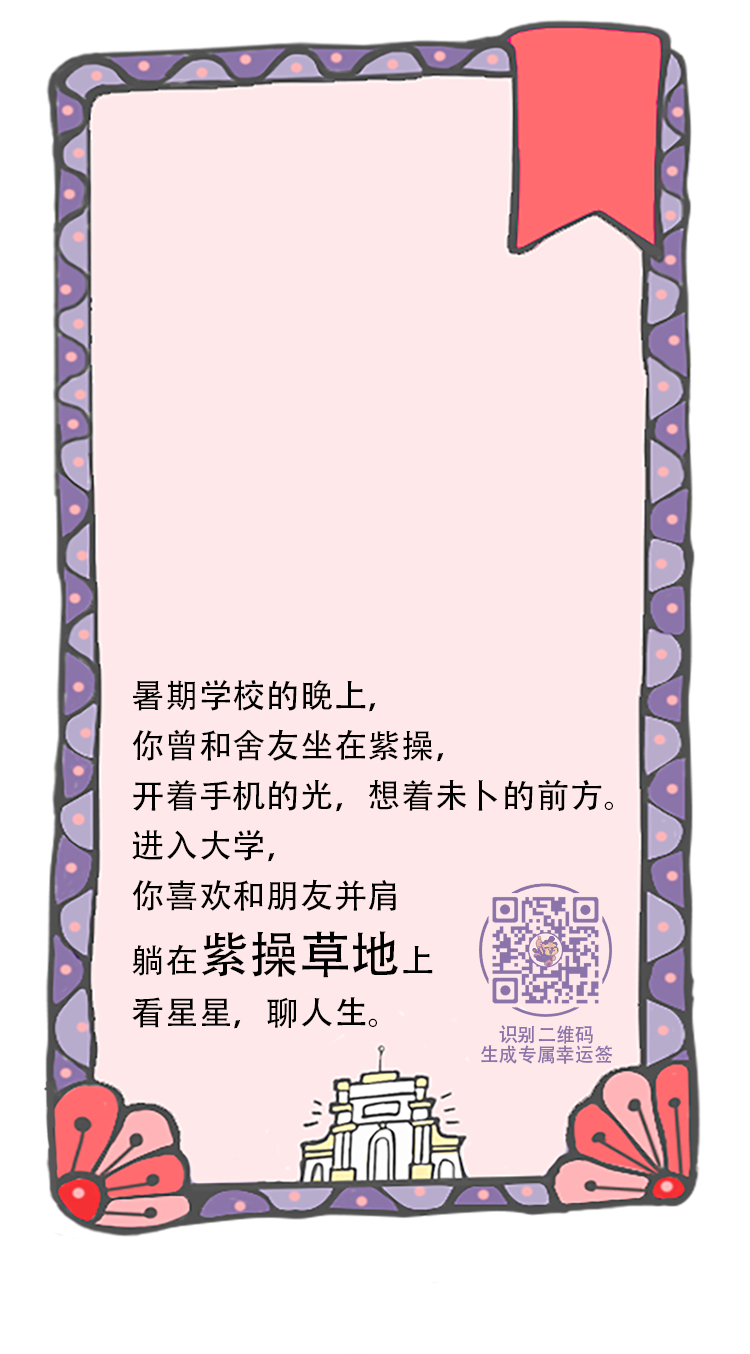 暑期学校的晚上,
你曾和舍友坐在紫操,
开着手机的光，想着未卜的前方。
进入大学,
你喜欢和朋友并肩
躺在紫操草地上
看星星，聊人生。
识别二维码
生成专属幸运签